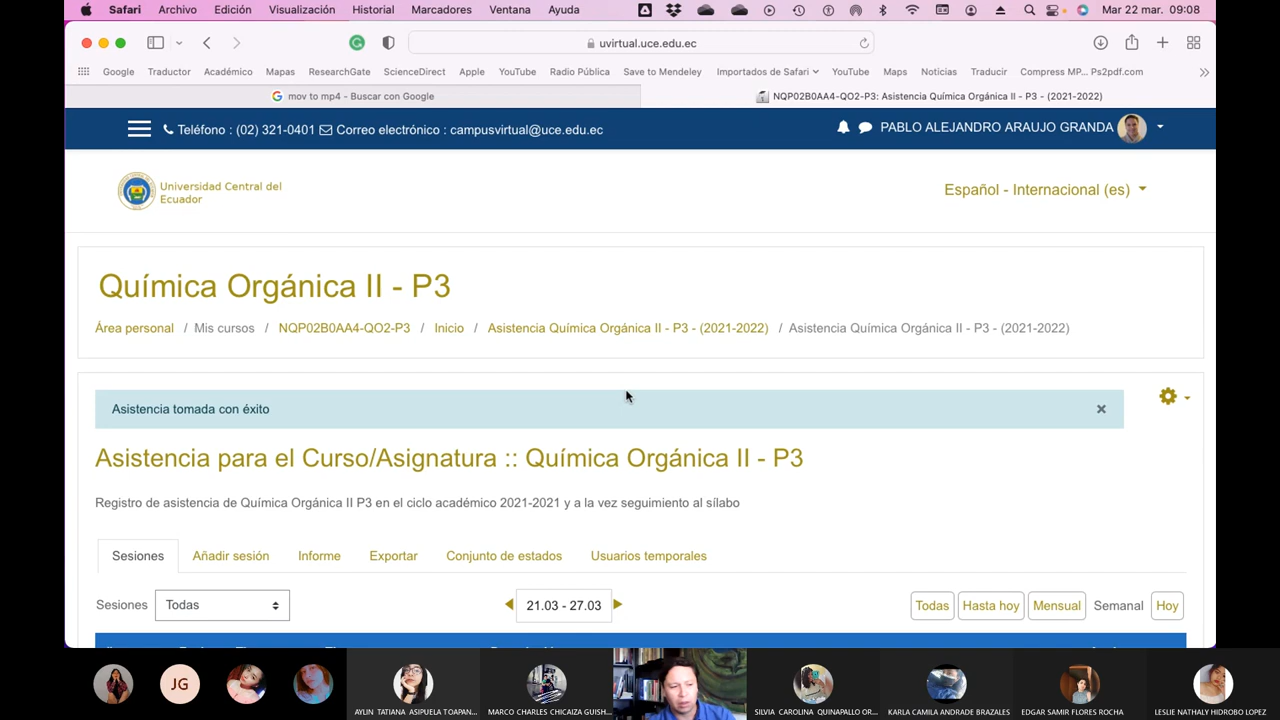 Safari Archivo Edición Visualización Historial Marcadores Ventana Ayuda Mar 22 mar. 09:08
uvirtual.uce.edu.ec
Google Traductor Académico Mapas ResearchGate ScienceDirect Apple YouTube Radio Pública Save to Mendeley Importados de Safari YouTube Maps Noticias Traducir Compress MP... Ps2pdf.com
mov to mp4 - Buscar con Google NQP02B0AA4-QO2-P3: Asistencia Química Orgánica II - P3 - (2021-2022)
Teléfono : (02) 321-0401 Correo electrónico : campusvirtual@uce.edu.ec PABLO ALEJANDRO ARAUJO GRANDA
Universidad Central del
Ecuador
Español - Internacional (es)
Química Orgánica II - P3
Área personal / Mis cursos / NQP02B0AA4-QO2-P3 / Inicio / Asistencia Química Orgánica II - P3 - (2021-2022) / Asistencia Química Orgánica II - P3 - (2021-2022)
Asistencia tomada con éxito ×
Asistencia para el Curso/Asignatura :: Química Orgánica II - P3
Registro de asistencia de Química Orgánica II P3 en el ciclo académico 2021-2021 y a la vez seguimiento al sílabo
Sesiones Añadir sesión Informe Exportar Conjunto de estados Usuarios temporales
Sesiones Todas 21.03 - 27.03 Todas Hasta hoy Mensual Semanal Hoy
JG
AYLIN TATIANA ASIPUELA TOAPAN... MARCO CHARLES CHICAIZA GUISH... SILVIA CAROLINA QUINAPALLO OR... KARLA CAMILA ANDRADE BRAZALES EDGAR SAMIR FLORES ROCHA LESLIE NATHALY HIDROBO LOPEZ